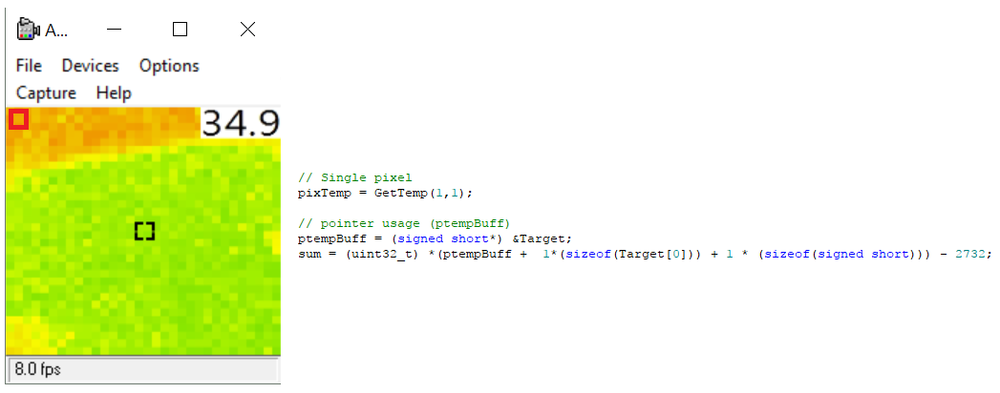 A...
File Devices Options
Capture Help
34.9
8.0 fps
// Single pixel
pixTemp = GetTemp(1,1);
// pointer usage (ptempBuff)
ptempBuff = (signed short*) &Target;
sum = (uint32_t) *(ptempBuff +  1*(sizeof(Target[0])) + 1 * (sizeof(signed short))) - 2732;